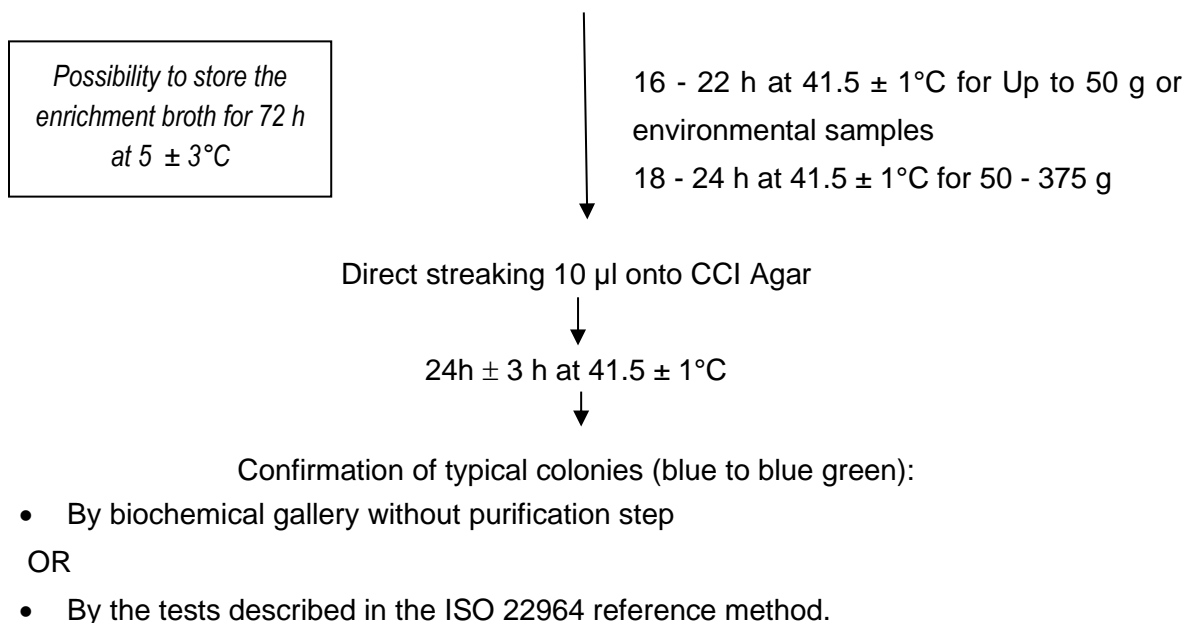 Possibility to store the
enrichment broth for 72 h
at 5 ± 3°C
16 - 22 h at 41.5 ± 1°C for Up to 50 g or
environmental samples
18 - 24 h at 41.5 ± 1°C for 50 - 375 g
Direct streaking 10 µl onto CCI Agar
24h ± 3 h at 41.5 ± 1°C
Confirmation of typical colonies (blue to blue green):
• By biochemical gallery without purification step
OR
• By the tests described in the ISO 22964 reference method.